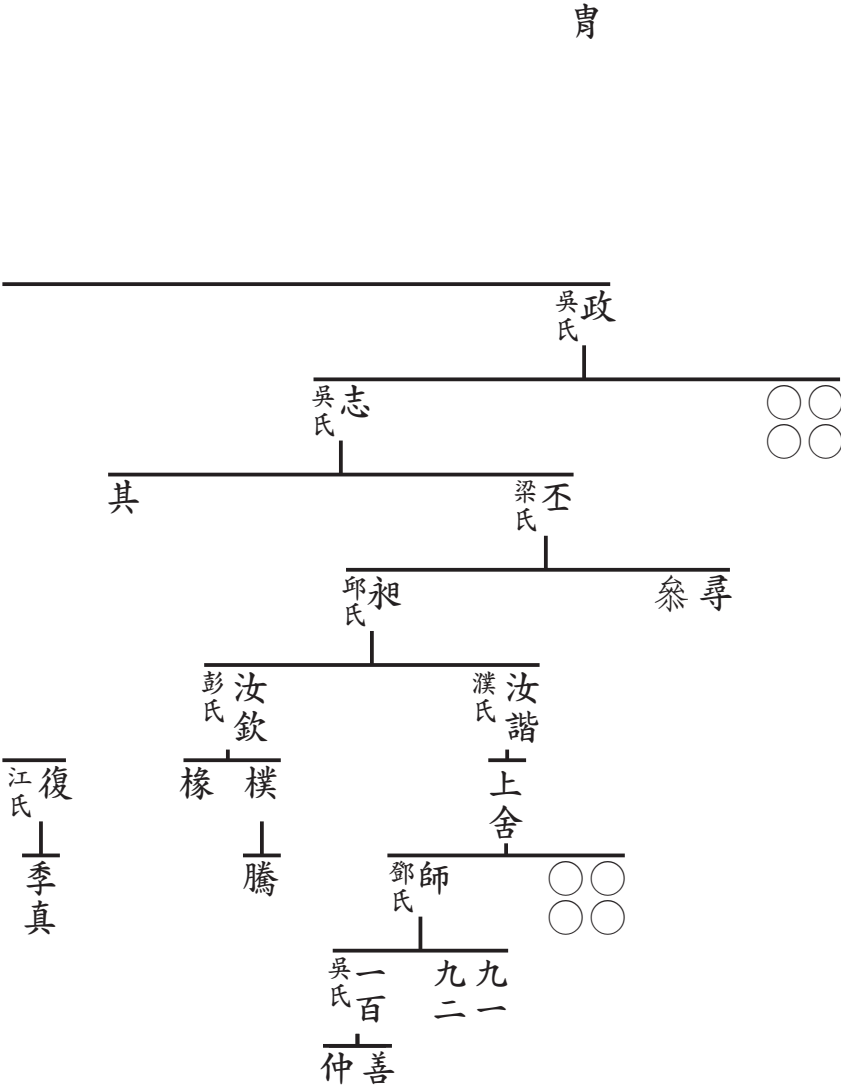 冑
政
吳氏
志
吳氏
丕
梁氏
其
尋
叅
昶
邱氏
汝諧
濮氏
汝欽
彭氏
上舍
樸
椽
復
江氏
師
鄧氏
騰
季真
九一
九二
一百
吳氏
善
仲